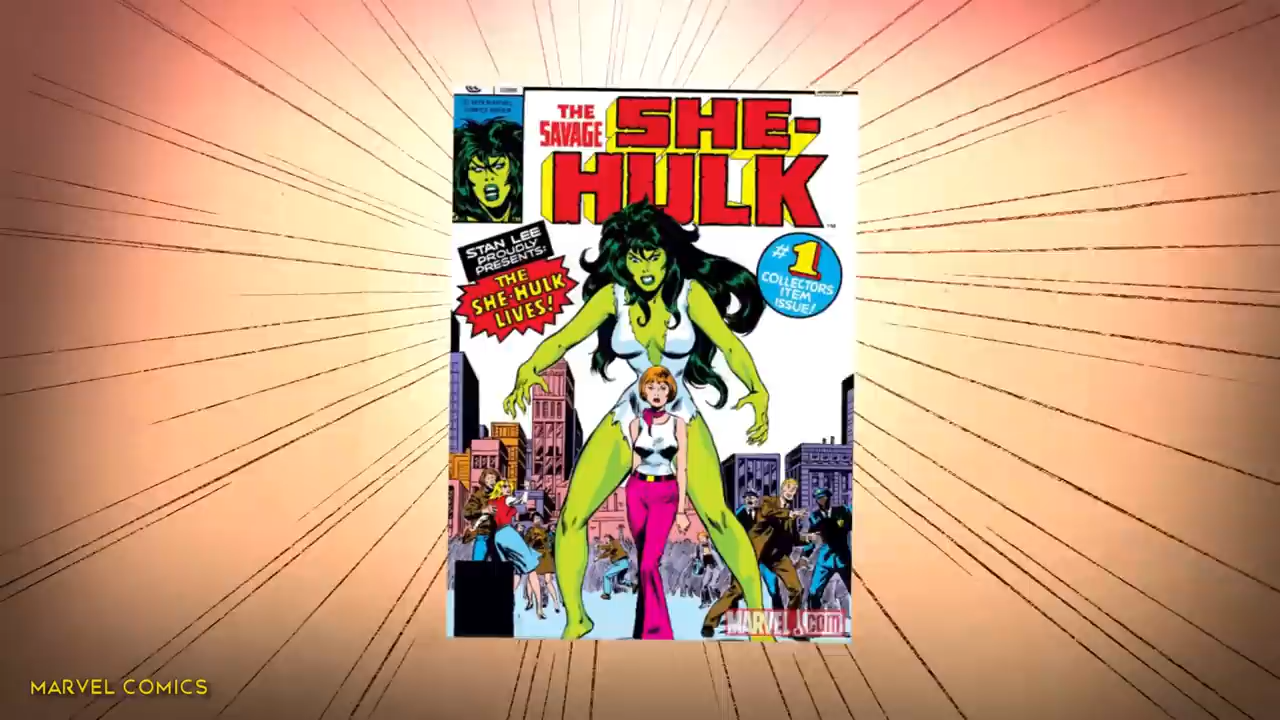 THE
SAVAGE
SHE-
HULK
TM
STAN LEE
PROUDLY
PRESENTS:
THE
SHE-HULK
LIVES!
#1
COLLECTORS
ITEM
ISSUE!
MARVEL.com
MARVEL COMICS